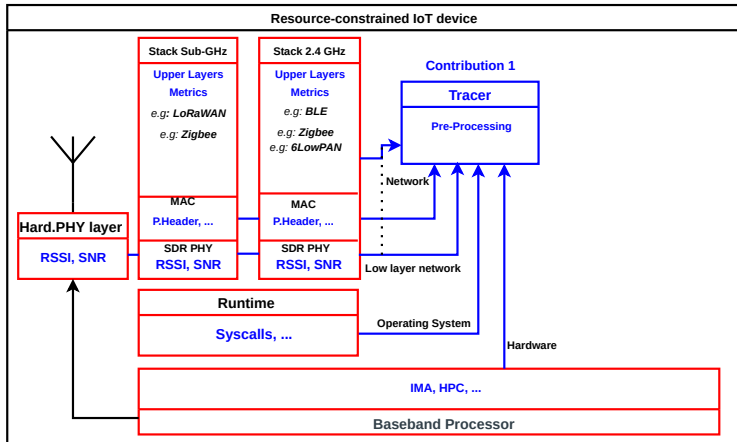 Resource-constrained IoT device
Stack Sub-GHz
Upper Layers
Metrics
e.g: LoRaWAN
e.g: Zigbee
MAC
P.Header, ...
SDR PHY
RSSI, SNR
Stack 2.4 GHz
Upper Layers
Metrics
e.g: BLE
e.g: Zigbee
e.g: 6LowPAN
MAC
P.Header, ...
SDR PHY
RSSI, SNR
Contribution 1
Tracer
Pre-Processing
Network
Low layer network
Hard.PHY layer
RSSI, SNR
Runtime
Syscalls, ...
Operating System
Hardware
IMA, HPC, ...
Baseband Processor